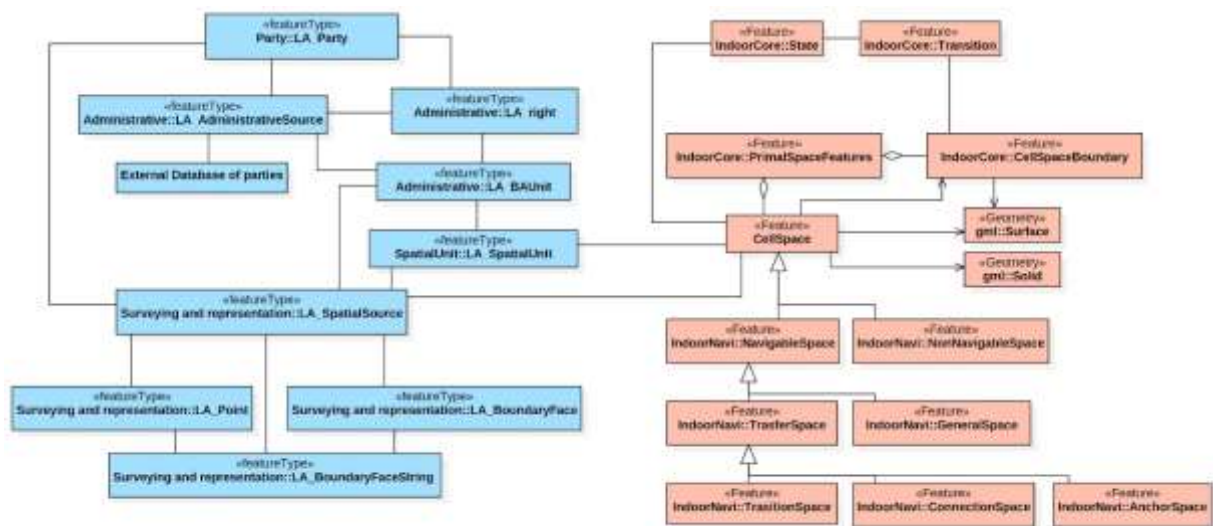 «featureType»
Party::LA_Party
«featureType»
Administrative::LA_AdministrativeSource
«featureType»
Administrative::LA_right
External Database of parties
«featureType»
Administrative::LA_BAUnit
«featureType»
SpatialUnit::LA_SpatialUnit
«featureType»
Surveying and representation::LA_SpatialSource
«featureType»
Surveying and representation::LA_Point
«featureType»
Surveying and representation::LA_BoundaryFace
«featureType»
Surveying and representation::LA_BoundaryFaceString
«Feature»
IndoorCore::State
«Feature»
IndoorCore::Transition
«Feature»
IndoorCore::PrimalSpaceFeatures
«Feature»
IndoorCore::CellSpaceBoundary
«Feature»
CellSpace
«Geometry»
gml::Surface
«Geometry»
gml::Solid
«Feature»
IndoorNavi::NavigableSpace
«Feature»
IndoorNavi::NonNavigableSpace
«Feature»
IndoorNavi::TrasferSpace
«Feature»
IndoorNavi::GeneralSpace
«Feature»
IndoorNavi::TrasitionSpace
«Feature»
IndoorNavi::ConnectionSpace
«Feature»
IndoorNavi::AnchorSpace